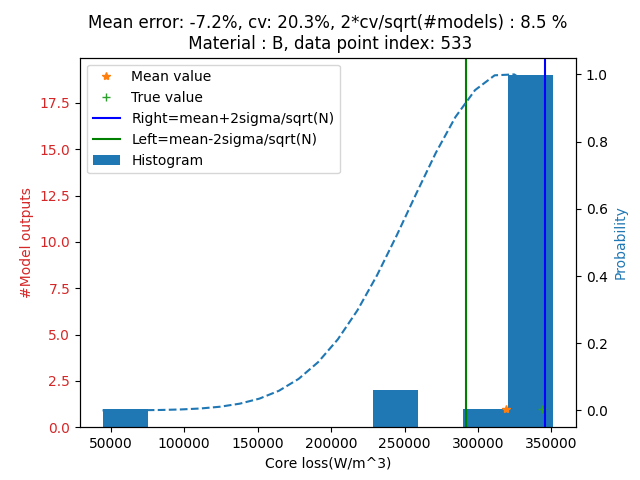 Mean error: -7.2%, cv: 20.3%, 2*cv/sqrt(#models) : 8.5 %
Material : B, data point index: 533
Mean value
True value
Right=mean+2sigma/sqrt(N)
Left=mean-2sigma/sqrt(N)
Histogram
17.5
15.0
12.5
10.0
7.5
5.0
2.5
0.0
#Model outputs
1.0
0.8
0.6
0.4
0.2
0.0
Probability
50000 100000 150000 200000 250000 300000 350000
Core loss(W/m^3)